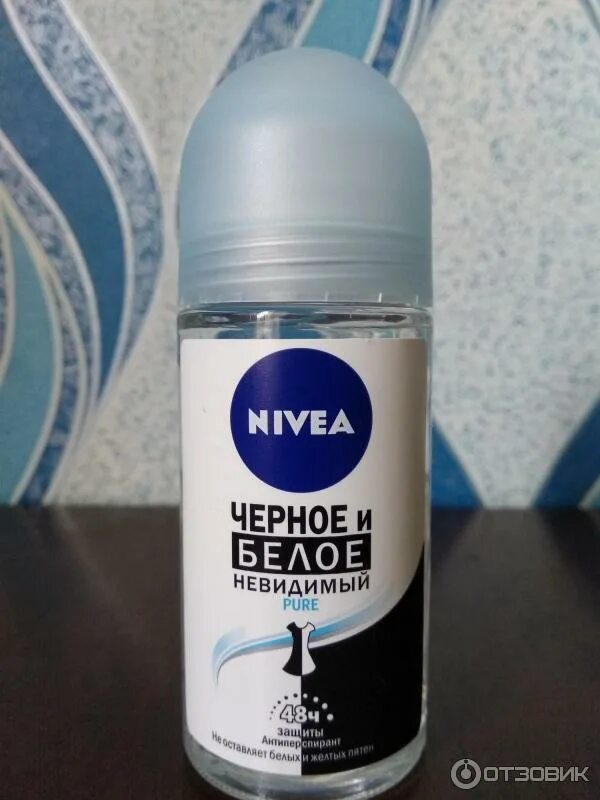 NIVEA
ЧЕРНОЕ и
БЕЛОЕ
НЕВИДИМЫЙ
PURE
48ч
защиты
Антиперспирант
Не оставляет белых и желтых пятен
ОТЗОВИК